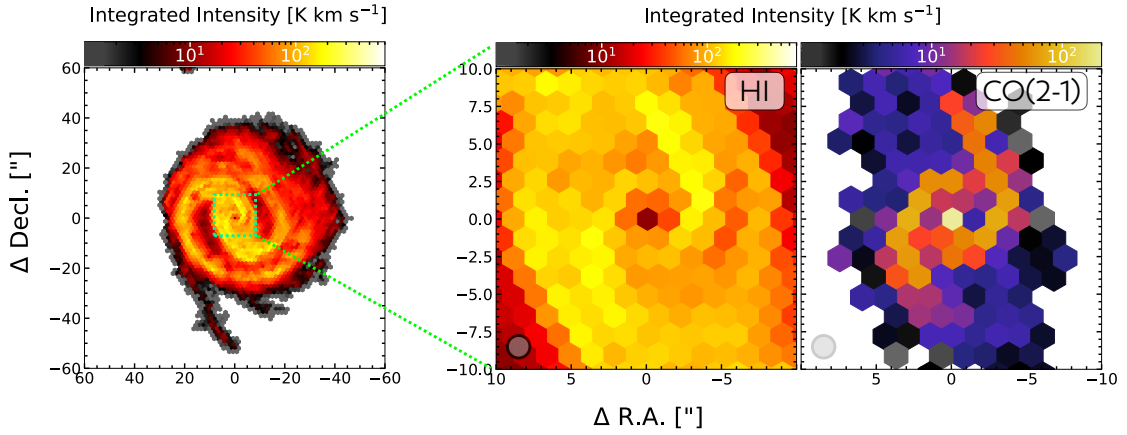 Integrated Intensity [K km s⁻¹]
Integrated Intensity [K km s⁻¹]
10¹ 10²
10¹ 10²
10¹ 10²
HI
CO(2-1)
60
40
20
0
−20
−40
−60
Δ Decl. ["]
60 40 20 0 −20 −40 −60
10.0
7.5
5.0
2.5
0.0
−2.5
−5.0
−7.5
−10.0
10 5 0 −5
5 0 −5 −10
Δ R.A. ["]